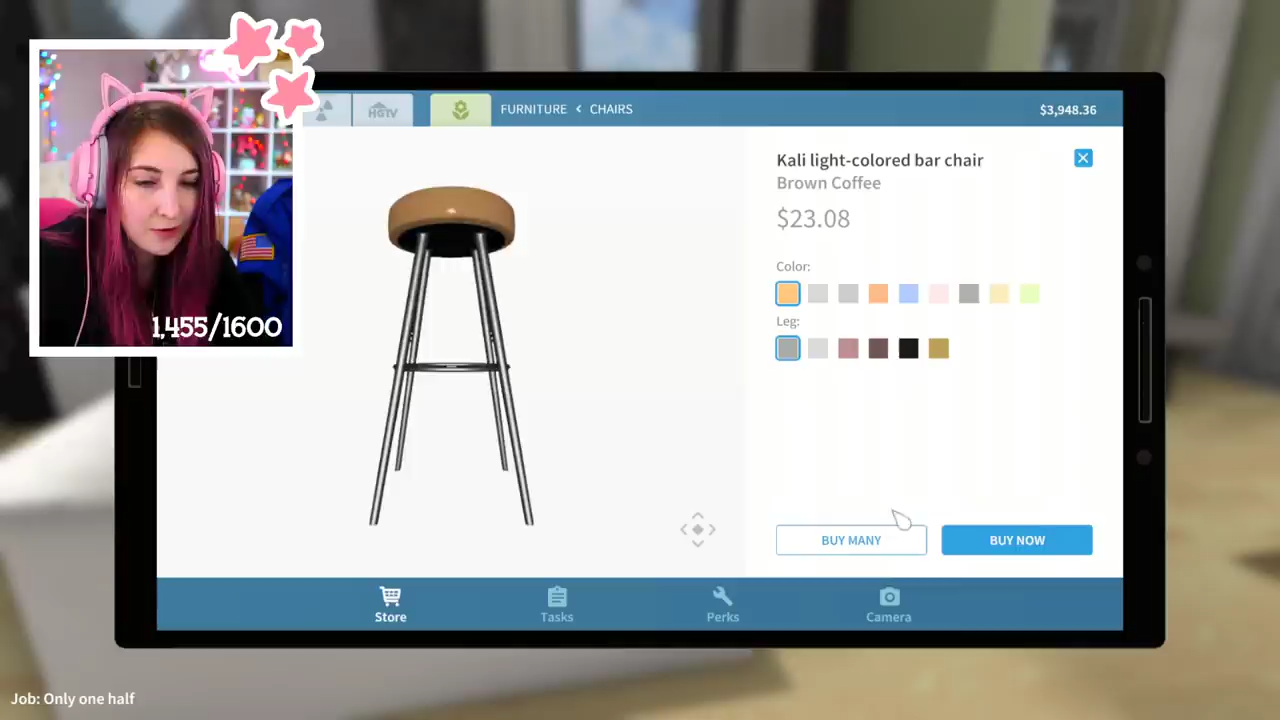 HGTV
FURNITURE < CHAIRS
$3,948.36
Kali light-colored bar chair
Brown Coffee
$23.08
Color:
Leg:
1,455/1600
BUY MANY
BUY NOW
Store
Tasks
Perks
Camera
Job: Only one half